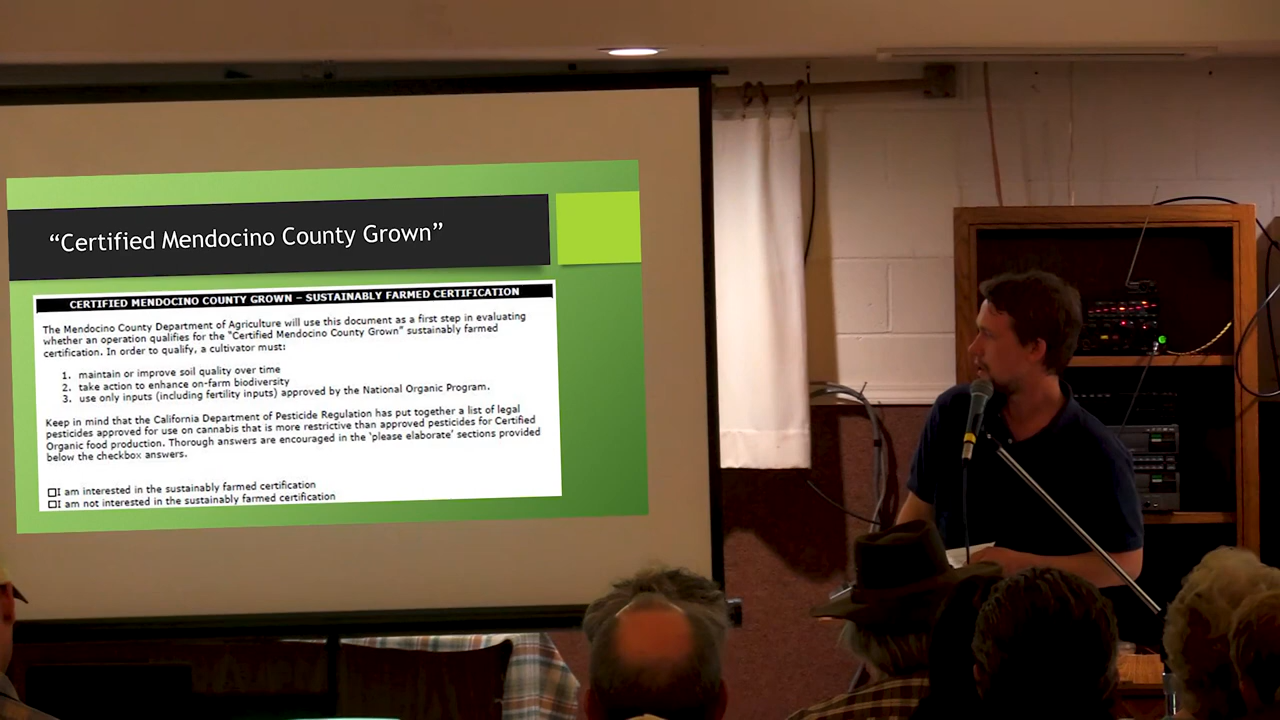 “Certified Mendocino County Grown”
CERTIFIED MENDOCINO COUNTY GROWN – SUSTAINABLY FARMED CERTIFICATION
The Mendocino County Department of Agriculture will use this document as a first step in evaluating
whether an operation qualifies for the "Certified Mendocino County Grown" sustainably farmed
certification. In order to qualify, a cultivator must:
1. maintain or improve soil quality over time
2. take action to enhance on-farm biodiversity
3. use only inputs (including fertility inputs) approved by the National Organic Program.
Keep in mind that the California Department of Pesticide Regulation has put together a list of legal
pesticides approved for use on cannabis that is more restrictive than approved pesticides for Certified
Organic food production. Thorough answers are encouraged in the 'please elaborate' sections provided
below the checkbox answers.
☐I am interested in the sustainably farmed certification
☐I am not interested in the sustainably farmed certification